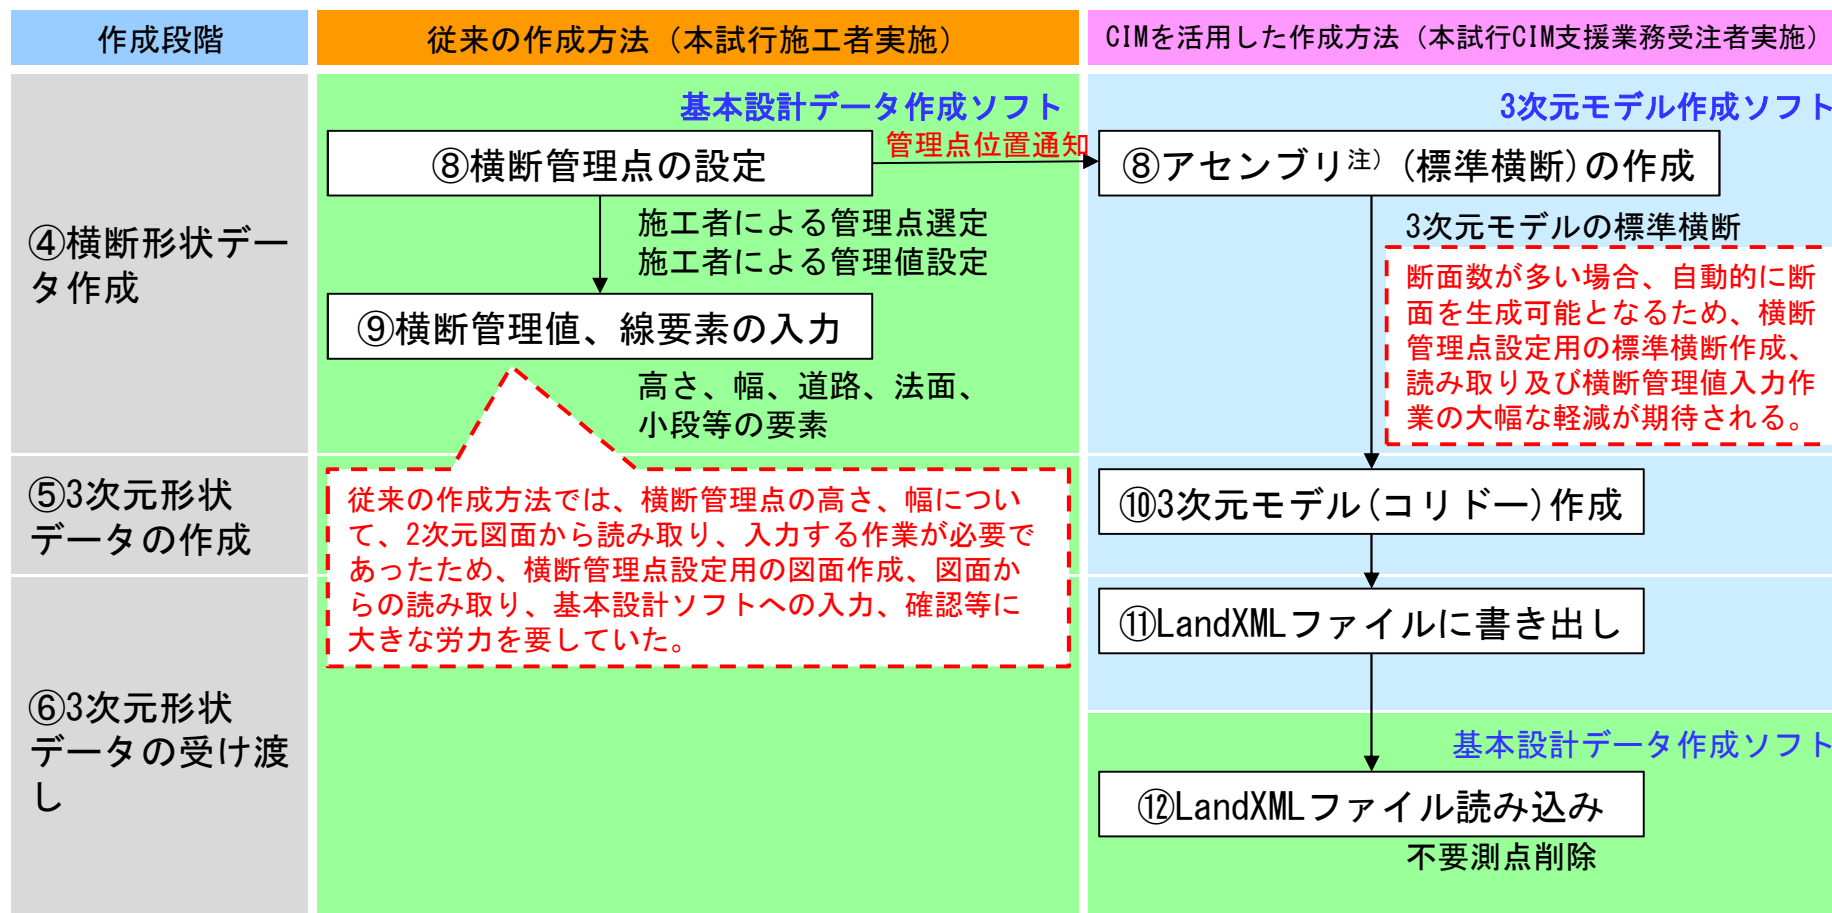 作成段階
従来の作成方法（本試行施工者実施）
CIMを活用した作成方法（本試行CIM支援業務受注者実施）
④横断形状デー
タ作成
基本設計データ作成ソフト
⑧横断管理点の設定
管理点位置通知
施工者による管理点選定
施工者による管理値設定
⑨横断管理値、線要素の入力
高さ、幅、道路、法面、
小段等の要素
3次元モデル作成ソフト
⑧アセンブリ注）(標準横断)の作成
3次元モデルの標準横断
断面数が多い場合、自動的に断
面を生成可能となるため、横断
管理点設定用の標準横断作成、
読み取り及び横断管理値入力作
業の大幅な軽減が期待される。
⑤3次元形状
データの作成
従来の作成方法では、横断管理点の高さ、幅につい
て、2次元図面から読み取り、入力する作業が必要で
あったため、横断管理点設定用の図面作成、図面か
らの読み取り、基本設計ソフトへの入力、確認等に
大きな労力を要していた。
⑩3次元モデル(コリドー)作成
⑥3次元形状
データの受け渡
し
⑪LandXMLファイルに書き出し
基本設計データ作成ソフト
⑫LandXMLファイル読み込み
不要測点削除